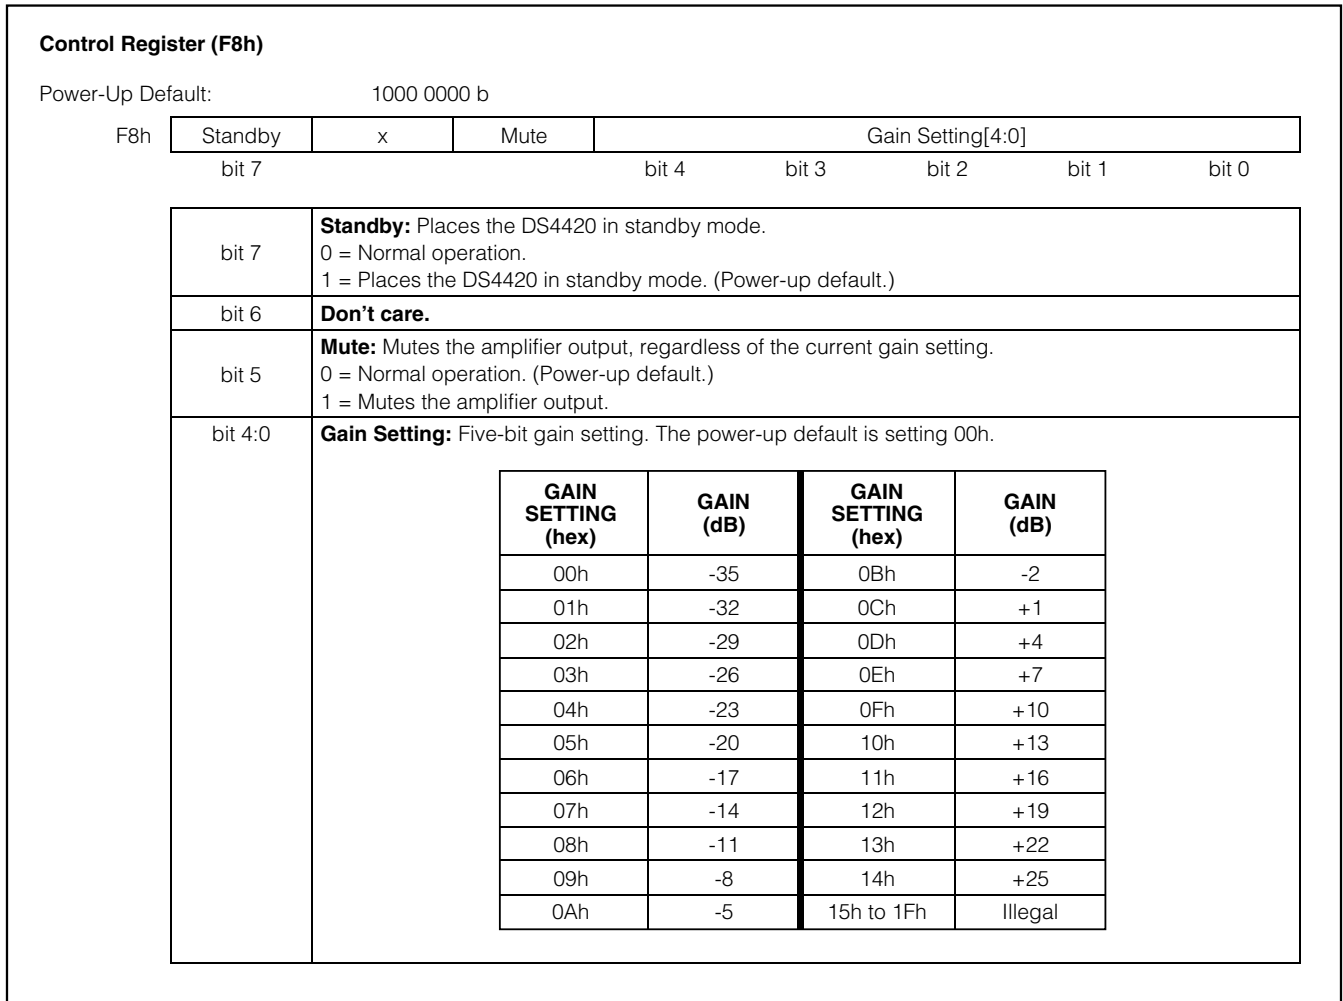 Control Register (F8h)
Power-Up Default: 1000 0000 b
F8h Standby x Mute Gain Setting[4:0]
bit 7 bit 4 bit 3 bit 2 bit 1 bit 0
bit 7
Standby: Places the DS4420 in standby mode.
0 = Normal operation.
1 = Places the DS4420 in standby mode. (Power-up default.)
bit 6 Don't care.
bit 5
Mute: Mutes the amplifier output, regardless of the current gain setting.
0 = Normal operation. (Power-up default.)
1 = Mutes the amplifier output.
bit 4:0 Gain Setting: Five-bit gain setting. The power-up default is setting 00h.
GAIN SETTING (hex) GAIN (dB) GAIN SETTING (hex) GAIN (dB)
00h -35 0Bh -2
01h -32 0Ch +1
02h -29 0Dh +4
03h -26 0Eh +7
04h -23 0Fh +10
05h -20 10h +13
06h -17 11h +16
07h -14 12h +19
08h -11 13h +22
09h -8 14h +25
0Ah -5 15h to 1Fh Illegal